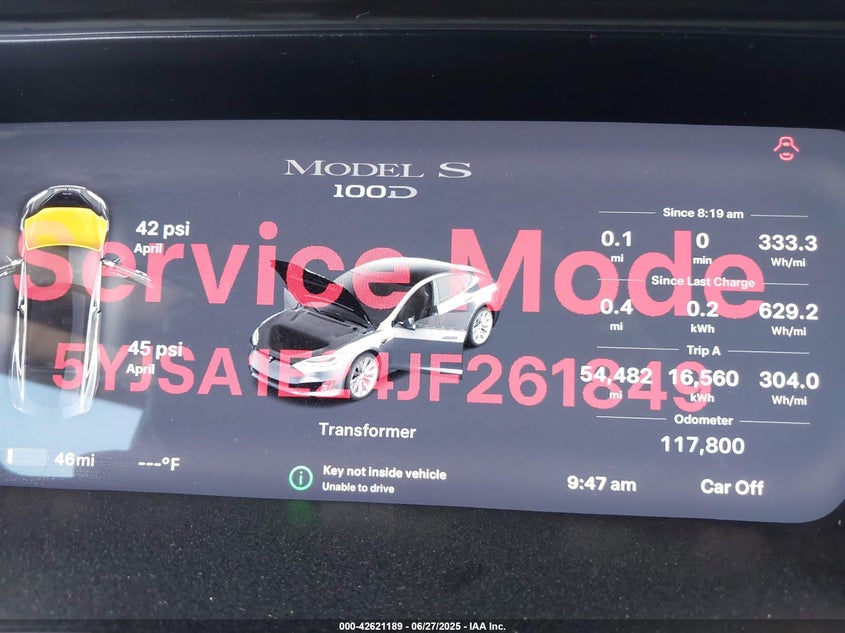 MODEL S
100D
Service Mode
42 psi
April
45 psi
April
46mi
---°F
Transformer
Key not inside vehicle
Unable to drive
Since 8:19 am
0.1 0 333.3
mi min Wh/mi
Since Last Charge
0.4 0.2 629.2
mi kWh Wh/mi
Trip A
54,482 16,560 304.0
mi kWh Wh/mi
Odometer
117,800
9:47 am
Car Off
000-42621189 - 06/27/2025 - IAA Inc.